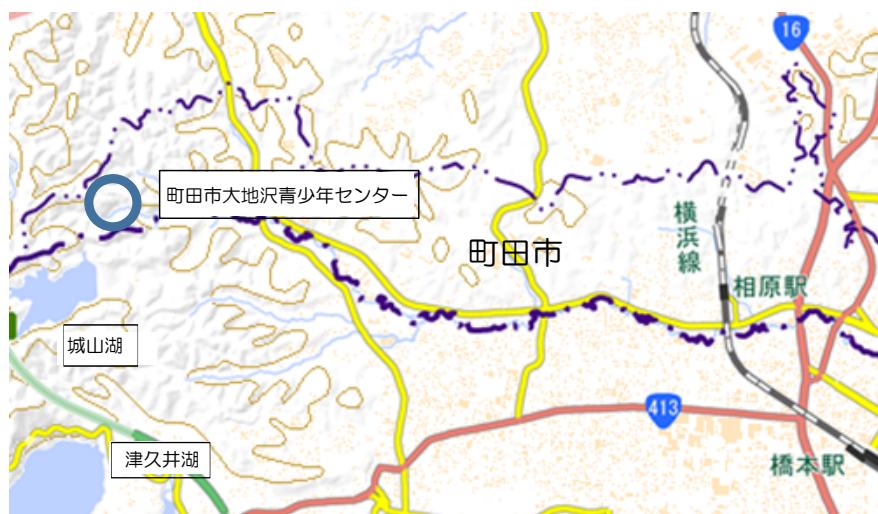 16
町田市大地沢青少年センター
横浜線
町田市
相原駅
城山湖
413
津久井湖
橋本駅